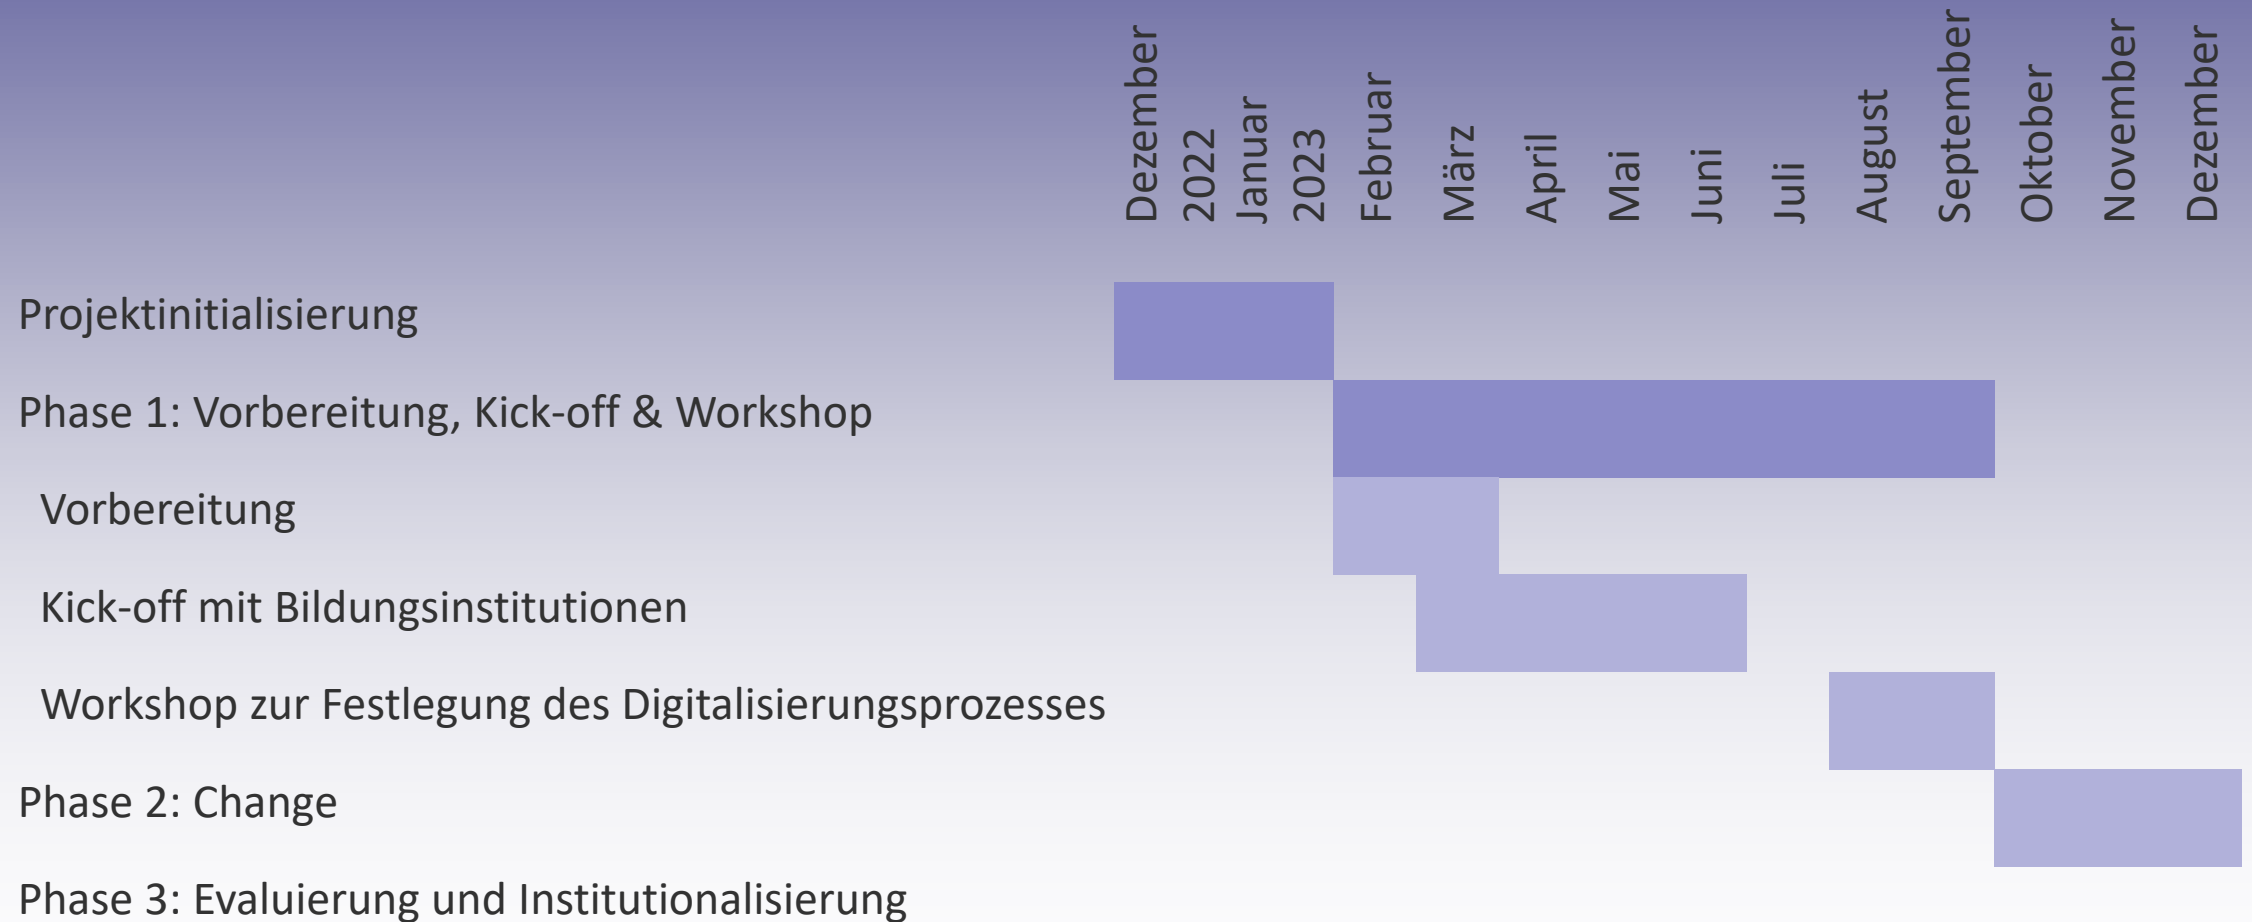 Dezember
2022
Januar
2023
Februar
März
April
Mai
Juni
Juli
August
September
Oktober
November
Dezember
Projektinitialisierung
Phase 1: Vorbereitung, Kick-off & Workshop
Vorbereitung
Kick-off mit Bildungsinstitutionen
Workshop zur Festlegung des Digitalisierungsprozesses
Phase 2: Change
Phase 3: Evaluierung und Institutionalisierung